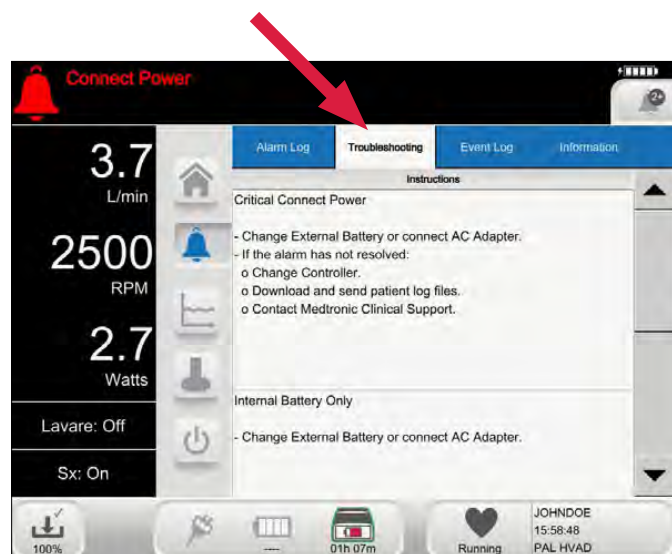 Connect Power
2+
3.7
L/min
2500
RPM
2.7
Watts
Lavare: Off
Sx: On
Alarm Log
Troubleshooting
Event Log
Information
Instructions
Critical Connect Power
- Change External Battery or connect AC Adapter.
- If the alarm has not resolved:
o Change Controller.
o Download and send patient log files.
o Contact Medtronic Clinical Support.
Internal Battery Only
- Change External Battery or connect AC Adapter.
100%
----
01h 07m
Running
JOHNDOE
15:58:48
PAL HVAD